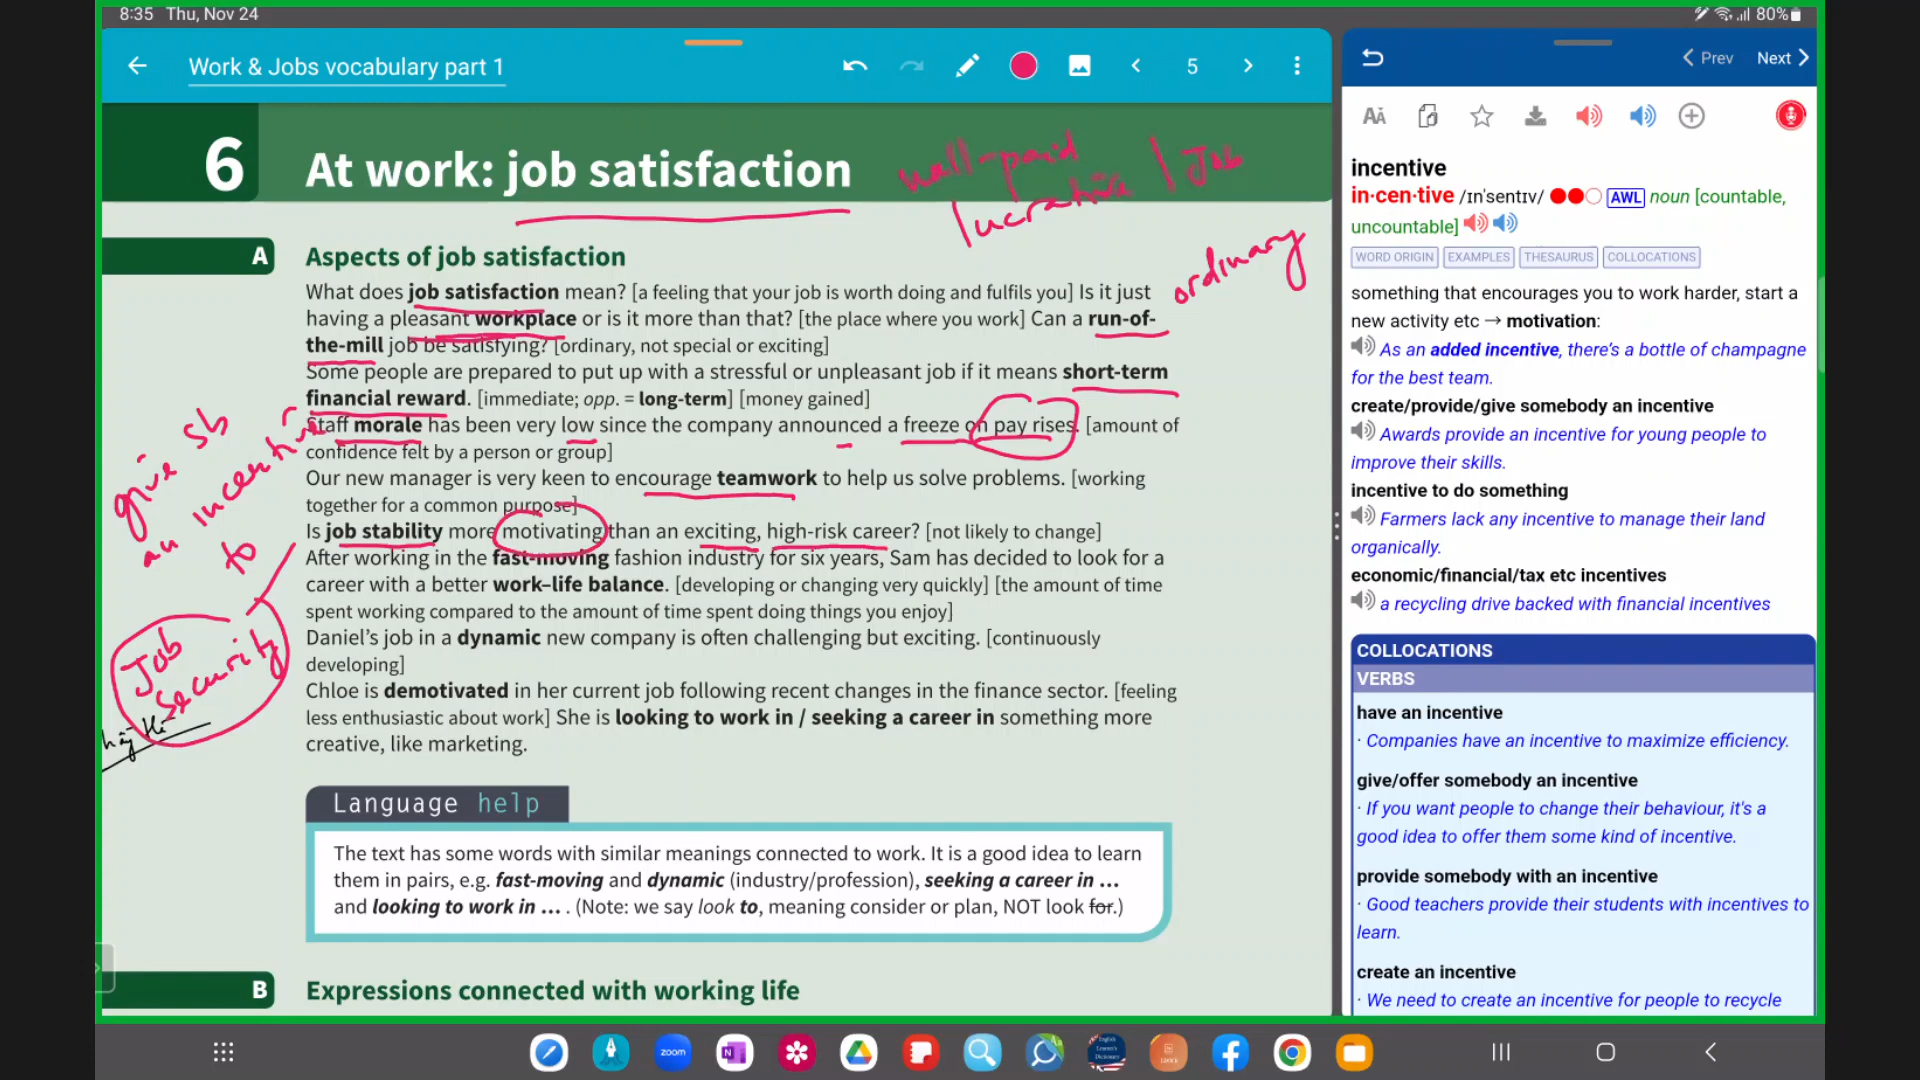 8:35 Thu, Nov 24
80%
Work & Jobs vocabulary part 1
5
6
At work: job satisfaction
well-paid
lucrative / Job
ordinary
A
Aspects of job satisfaction
What does job satisfaction mean? [a feeling that your job is worth doing and fulfils you] Is it just
having a pleasant workplace or is it more than that? [the place where you work] Can a run-of-
the-mill job be satisfying? [ordinary, not special or exciting]
Some people are prepared to put up with a stressful or unpleasant job if it means short-term
financial reward. [immediate; opp. = long-term] [money gained]
Staff morale has been very low since the company announced a freeze on pay rises. [amount of
confidence felt by a person or group]
Our new manager is very keen to encourage teamwork to help us solve problems. [working
together for a common purpose]
Is job stability more motivating than an exciting, high-risk career? [not likely to change]
After working in the fast-moving fashion industry for six years, Sam has decided to look for a
career with a better work–life balance. [developing or changing very quickly] [the amount of time
spent working compared to the amount of time spent doing things you enjoy]
Daniel's job in a dynamic new company is often challenging but exciting. [continuously
developing]
Chloe is demotivated in her current job following recent changes in the finance sector. [feeling
less enthusiastic about work] She is looking to work in / seeking a career in something more
creative, like marketing.
give sb
an incentive
to
Job
security
Language help
The text has some words with similar meanings connected to work. It is a good idea to learn
them in pairs, e.g. fast-moving and dynamic (industry/profession), seeking a career in ...
and looking to work in ... . (Note: we say look to, meaning consider or plan, NOT look for.)
B
Expressions connected with working life
Prev Next
AA
incentive
in·cen·tive /ɪnˈsentɪv/ AWL noun [countable,
uncountable]
WORD ORIGIN EXAMPLES THESAURUS COLLOCATIONS
something that encourages you to work harder, start a
new activity etc → motivation:
As an added incentive, there's a bottle of champagne
for the best team.
create/provide/give somebody an incentive
Awards provide an incentive for young people to
improve their skills.
incentive to do something
Farmers lack any incentive to manage their land
organically.
economic/financial/tax etc incentives
a recycling drive backed with financial incentives
COLLOCATIONS
VERBS
have an incentive
· Companies have an incentive to maximize efficiency.
give/offer somebody an incentive
· If you want people to change their behaviour, it's a
good idea to offer them some kind of incentive.
provide somebody with an incentive
· Good teachers provide their students with incentives to
learn.
create an incentive
· We need to create an incentive for people to recycle
zoom